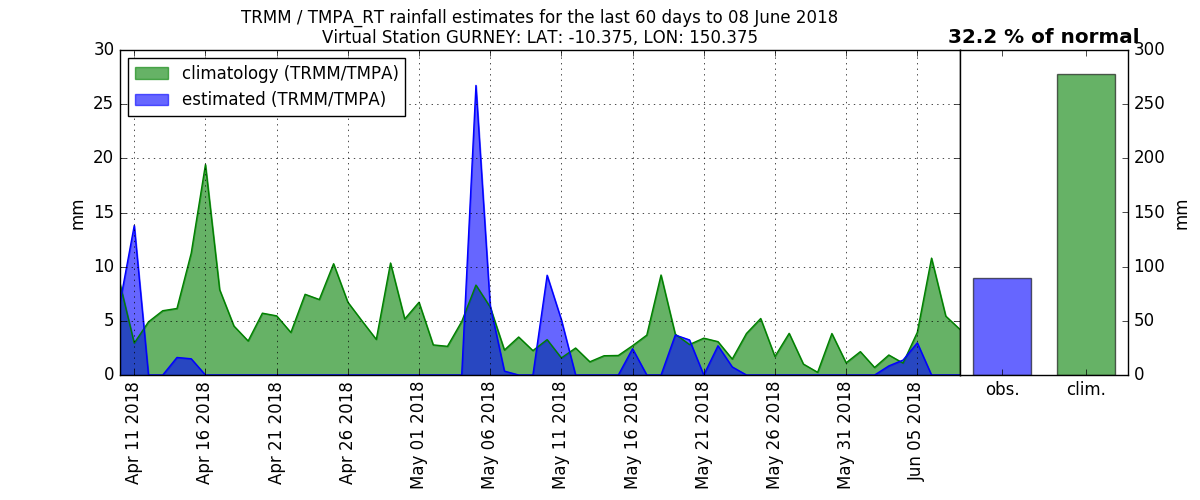 TRMM / TMPA_RT rainfall estimates for the last 60 days to 08 June 2018
Virtual Station GURNEY: LAT: -10.375, LON: 150.375
32.2 % of normal
climatology (TRMM/TMPA)
estimated (TRMM/TMPA)
mm
30
25
20
15
10
5
0
Apr 11 2018
Apr 16 2018
Apr 21 2018
Apr 26 2018
May 01 2018
May 06 2018
May 11 2018
May 16 2018
May 21 2018
May 26 2018
May 31 2018
Jun 05 2018
obs.
clim.
300
250
200
150
100
50
0
mm